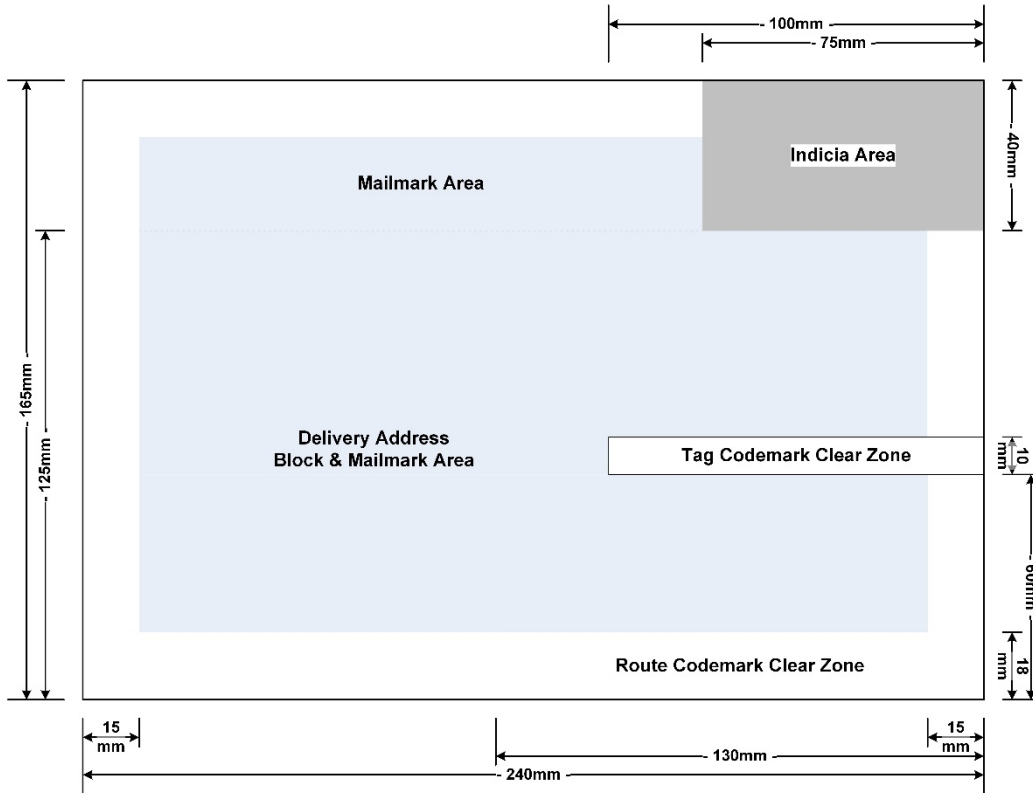 - 100mm -
- 75mm -
Indicia Area
- 40mm -
Mailmark Area
- 165mm -
- 125mm -
Delivery Address
Block & Mailmark Area
Tag Codemark Clear Zone
10
mm
- 60mm -
Route Codemark Clear Zone
18
mm
15
mm
15
mm
- 130mm -
- 240mm -